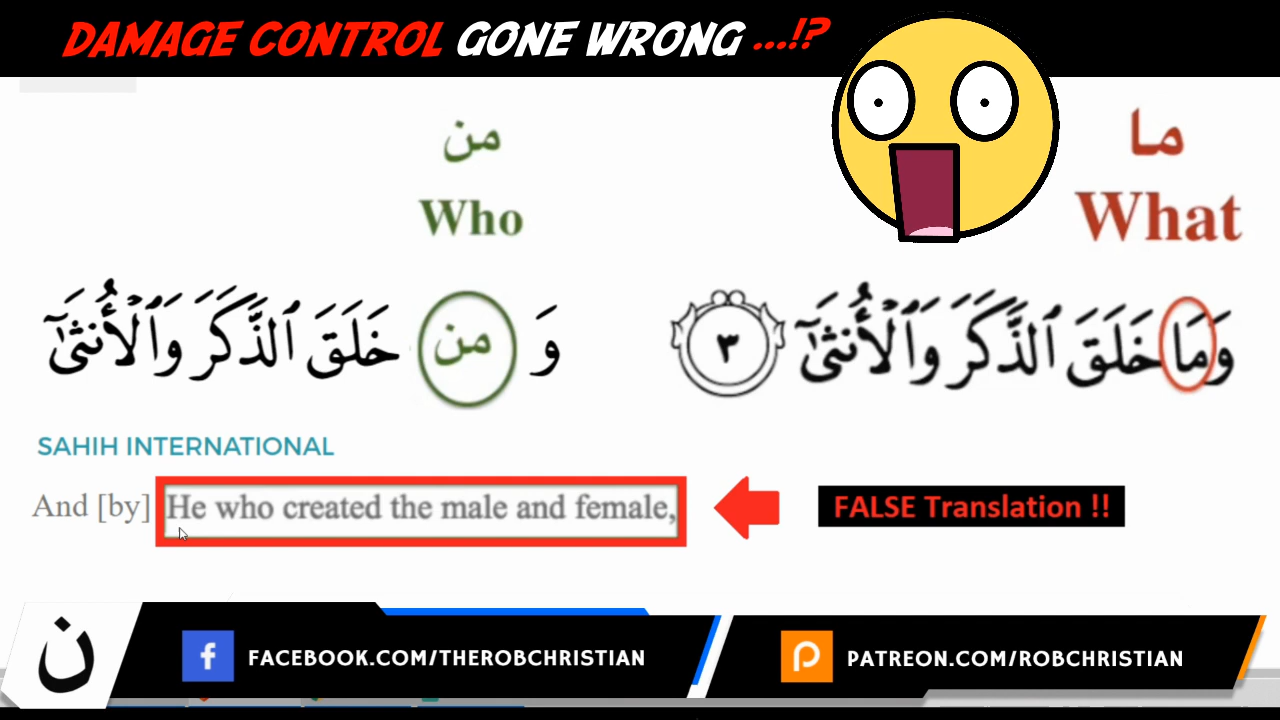 DAMAGE CONTROL GONE WRONG ...!?
من
Who
ما
What
وَ من خَلَقَ ٱلذَّكَرَ وَٱلْأُنثَىٰٓ
وَمَا خَلَقَ ٱلذَّكَرَ وَٱلْأُنثَىٰٓ ٣
SAHIH INTERNATIONAL
And [by] He who created the male and female,
FALSE Translation !!
ن
f FACEBOOK.COM/THEROBCHRISTIAN
PATREON.COM/ROBCHRISTIAN